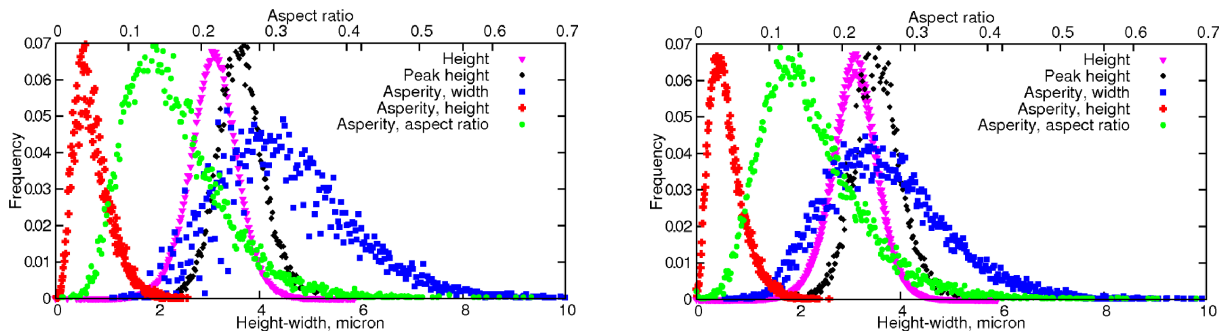 Aspect ratio
0 0.1 0.2 0.3 0.4 0.5 0.6 0.7
0.07
0.06
0.05
0.04
0.03
0.02
0.01
0
Frequency
Height
Peak height
Asperity, width
Asperity, height
Asperity, aspect ratio
0 2 4 6 8 10
Height-width, micron
Aspect ratio
0 0.1 0.2 0.3 0.4 0.5 0.6 0.7
0.07
0.06
0.05
0.04
0.03
0.02
0.01
0
Frequency
Height
Peak height
Asperity, width
Asperity, height
Asperity, aspect ratio
0 2 4 6 8 10
Height-width, micron